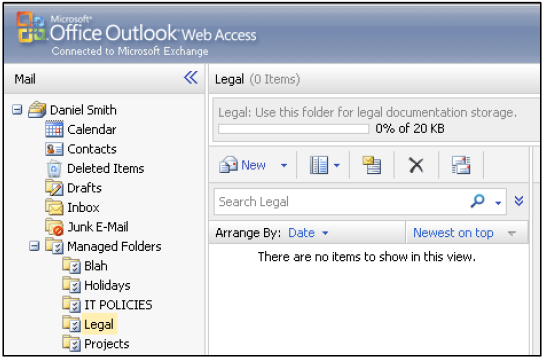 Microsoft®
Office Outlook Web Access
Connected to Microsoft Exchange
Mail
Daniel Smith
Calendar
Contacts
Deleted Items
Drafts
Inbox
Junk E-Mail
Managed Folders
Blah
Holidays
IT POLICIES
Legal
Projects
Legal (0 Items)
Legal: Use this folder for legal documentation storage.
0% of 20 KB
New
Search Legal
Arrange By: Date Newest on top
There are no items to show in this view.